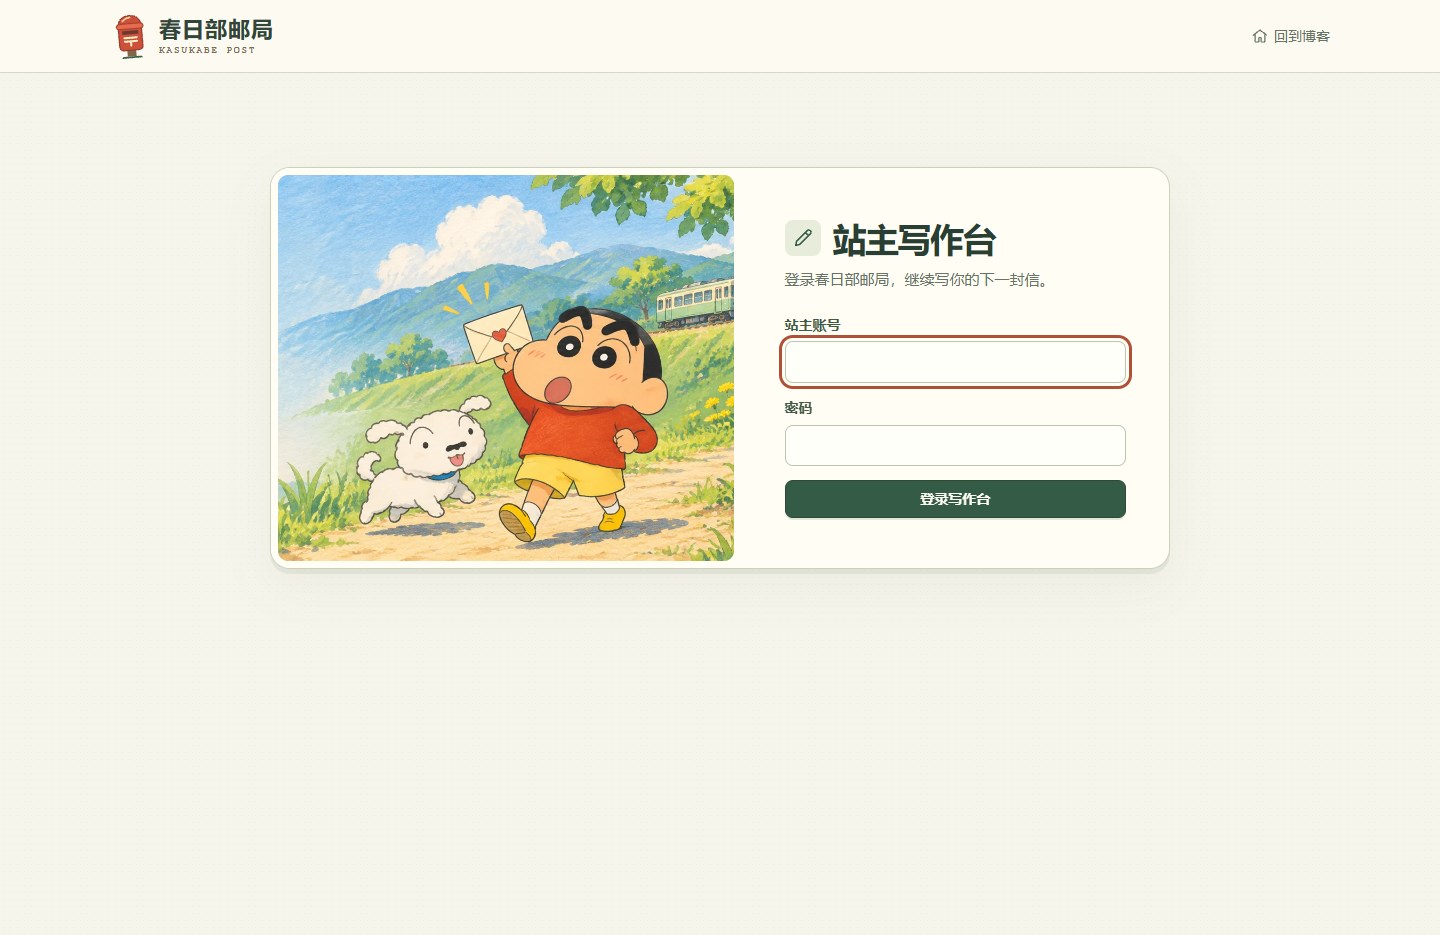 春日部邮局
KASUKABE POST
回到博客
站主写作台
登录春日部邮局，继续写你的下一封信。
站主账号
密码
登录写作台